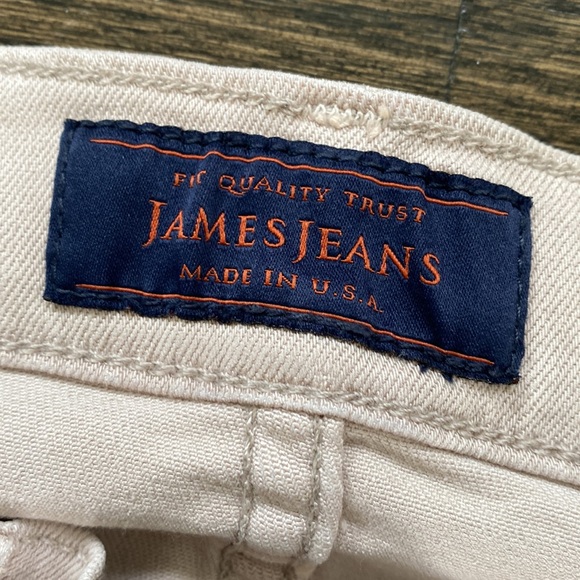 FIT QUALITY TRUST
JAMES JEANS
MADE IN U.S.A